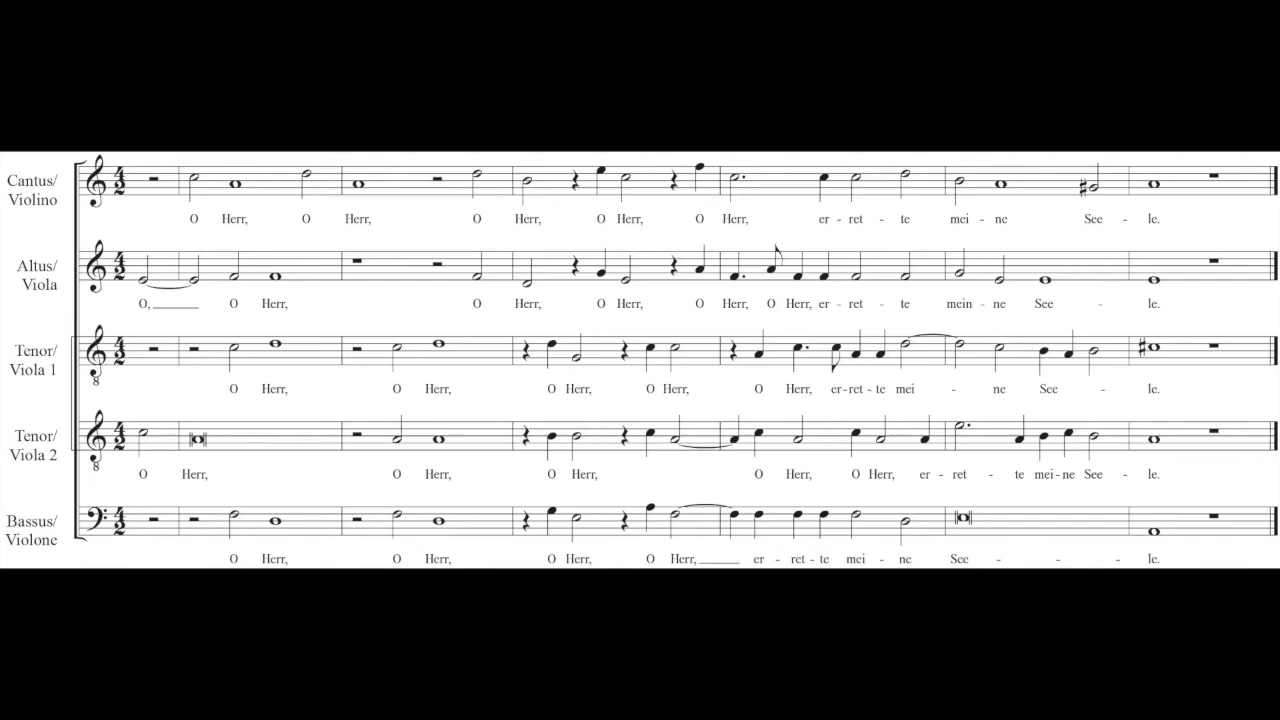 Cantus/
Violino
O Herr, O Herr, O Herr, O Herr, O Herr, er - ret - te mei - ne See - le.
Altus/
Viola
O, O Herr, O Herr, O Herr, O Herr, O Herr, er - ret - te mein - ne See - le.
Tenor/
Viola 1
8
O Herr, O Herr, O Herr, O Herr, O Herr, er - ret - te mei - ne See - le.
Tenor/
Viola 2
8
O Herr, O Herr, O Herr, O Herr, O Herr, er - ret - te mei - ne See - le.
Bassus/
Violone
O Herr, O Herr, O Herr, O Herr, er - ret - te mei - ne See - - - le.